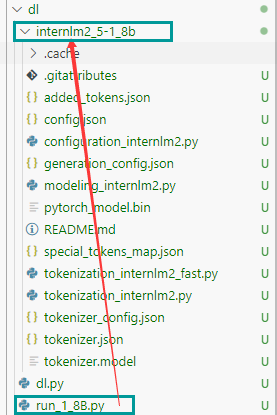 dl
internlm2_5-1_8b
.cache
.gitattributes U
added_tokens.json U
config.json U
configuration_internlm2.py U
generation_config.json U
modeling_internlm2.py U
pytorch_model.bin U
README.md U
special_tokens_map.json U
tokenization_internlm2_fast.py U
tokenization_internlm2.py U
tokenizer_config.json U
tokenizer.json U
tokenizer.model U
dl.py U
run_1_8B.py U